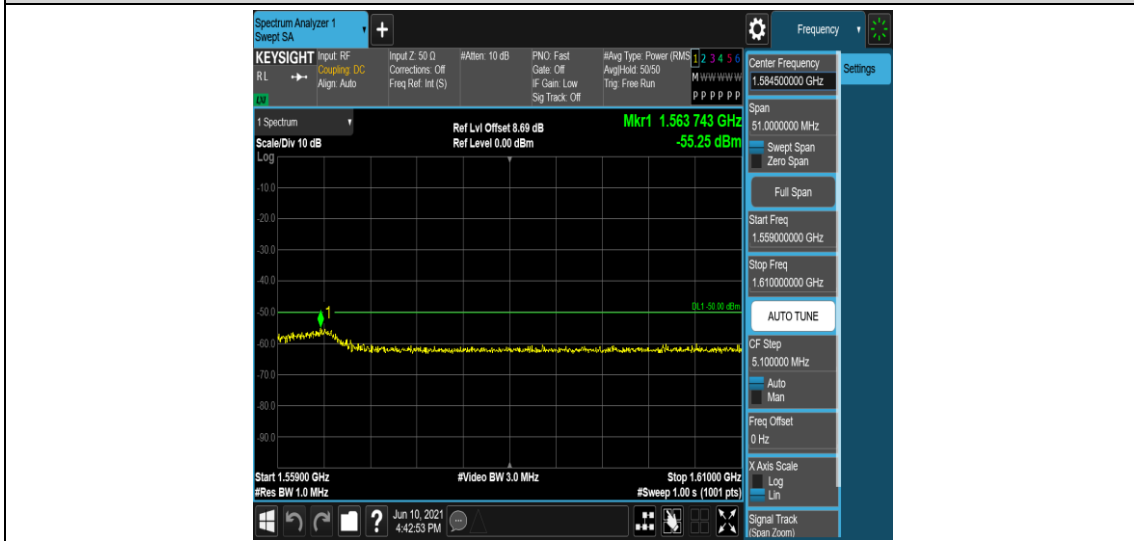 Spectrum Analyzer 1
Swept SA
+
Frequency
KEYSIGHT
Input: RF
Input Z: 50 Ω
#Atten: 10 dB
PNO: Fast
#Avg Type: Power (RMS
1 2 3 4 5 6
RL
Coupling: DC
Corrections: Off
Gate: Off
Avg|Hold: 50/50
M W W W W W
Align: Auto
Freq Ref: Int (S)
IF Gain: Low
Trig: Free Run
Sig Track: Off
P P P P P P
1 Spectrum
Ref Lvl Offset 8.69 dB
Mkr1 1.563 743 GHz
Scale/Div 10 dB
Ref Level 0.00 dBm
-55.25 dBm
Log
-10.0
-20.0
-30.0
-40.0
-50.0
DL1 -50.00 dBm
1
-60.0
-70.0
-80.0
-90.0
Start 1.55900 GHz
#Video BW 3.0 MHz
Stop 1.61000 GHz
#Res BW 1.0 MHz
#Sweep 1.00 s (1001 pts)
?
Jun 10, 2021
4:42:53 PM
Center Frequency
1.584500000 GHz
Settings
Span
51.0000000 MHz
Swept Span
Zero Span
Full Span
Start Freq
1.559000000 GHz
Stop Freq
1.610000000 GHz
AUTO TUNE
CF Step
5.100000 MHz
Auto
Man
Freq Offset
0 Hz
X Axis Scale
Log
Lin
Signal Track
(Span Zoom)